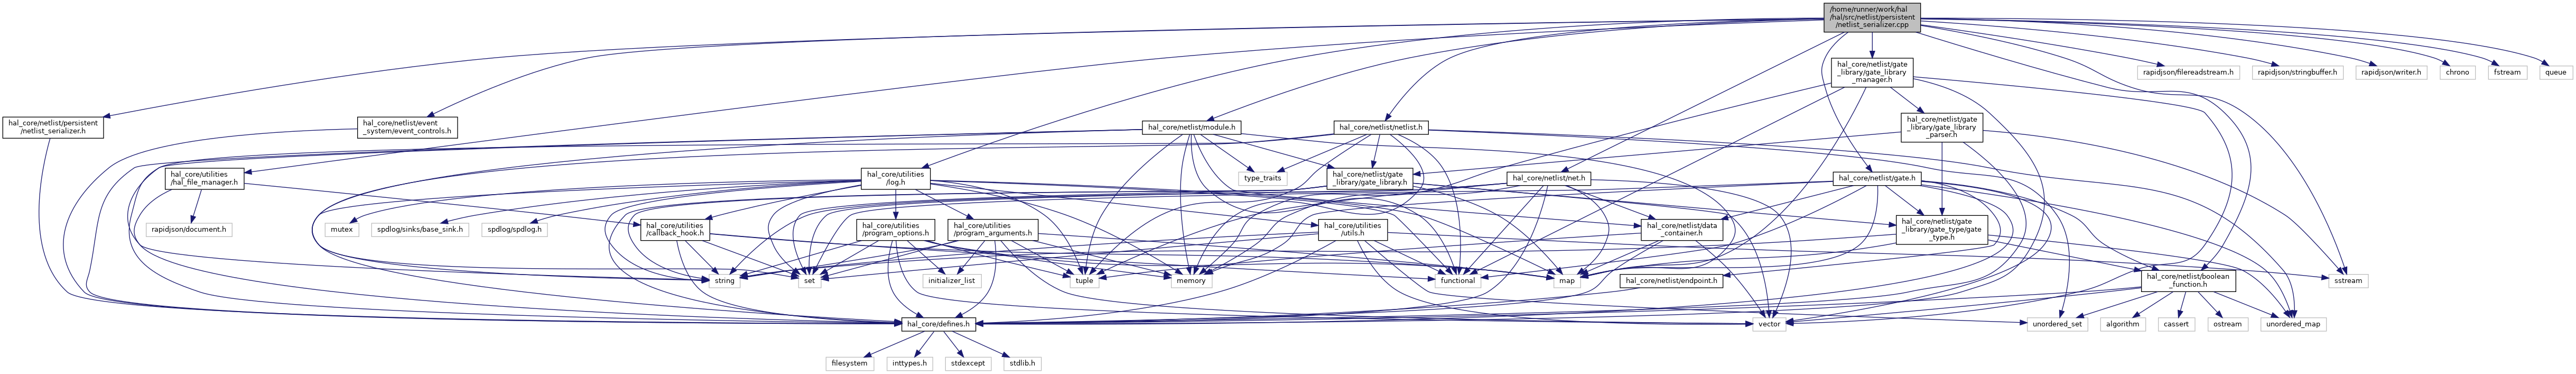 /home/runner/work/hal
/hal/src/netlist/persistent
/netlist_serializer.cpp
hal_core/netlist/gate
_library/gate_library
_manager.h
rapidjson/filereadstream.h
rapidjson/stringbuffer.h
rapidjson/writer.h
chrono
fstream
queue
hal_core/netlist/persistent
/netlist_serializer.h
hal_core/netlist/event
_system/event_controls.h
hal_core/netlist/module.h
hal_core/netlist/netlist.h
hal_core/netlist/gate
_library/gate_library
_parser.h
hal_core/utilities
/hal_file_manager.h
hal_core/utilities
/log.h
type_traits
hal_core/netlist/gate
_library/gate_library.h
hal_core/netlist/net.h
hal_core/netlist/gate.h
rapidjson/document.h
mutex
spdlog/sinks/base_sink.h
spdlog/spdlog.h
hal_core/utilities
/callback_hook.h
hal_core/utilities
/program_options.h
hal_core/utilities
/program_arguments.h
hal_core/utilities
/utils.h
hal_core/netlist/data
_container.h
hal_core/netlist/gate
_library/gate_type/gate
_type.h
string
set
initializer_list
tuple
memory
functional
map
hal_core/netlist/endpoint.h
hal_core/netlist/boolean
_function.h
sstream
hal_core/defines.h
vector
unordered_set
algorithm
cassert
ostream
unordered_map
filesystem
inttypes.h
stdexcept
stdlib.h